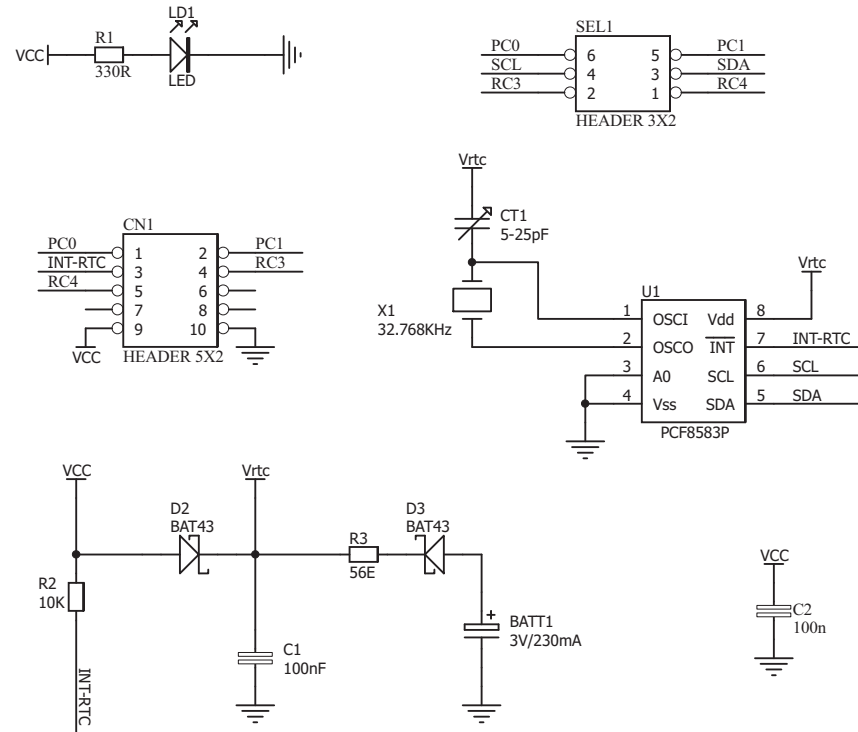 LD1
R1
VCC
330R
LED
SEL1
PC0 6 5 PC1
SCL 4 3 SDA
RC3 2 1 RC4
HEADER 3X2
CN1
PC0 1 2 PC1
INT-RTC 3 4 RC3
RC4 5 6
7 8
9 10
VCC
HEADER 5X2
Vrtc
CT1
5-25pF
X1
32.768KHz
U1
Vrtc
1 OSCI Vdd 8
2 OSCO INT 7 INT-RTC
3 A0 SCL 6 SCL
4 Vss SDA 5 SDA
PCF8583P
VCC
Vrtc
D2
BAT43
D3
BAT43
R3
56E
R2
10K
INT-RTC
C1
100nF
+
BATT1
3V/230mA
VCC
C2
100n